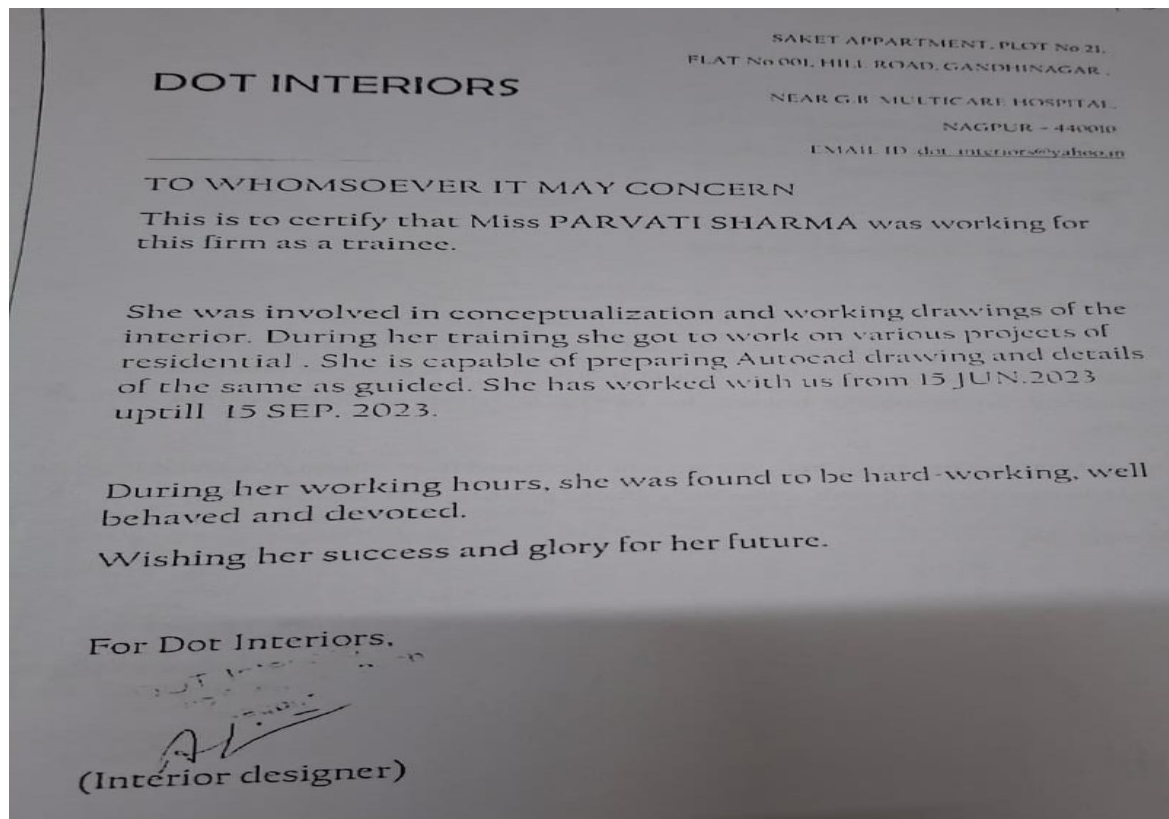 DOT INTERIORS
SAKET APPARTMENT, PLOT No 21,
FLAT No 001, HILL ROAD, GANDHINAGAR ,
NEAR G.B MULTICARE HOSPITAL,
NAGPUR - 440010
EMAIL ID dot_interiors@yahoo.in
TO WHOMSOEVER IT MAY CONCERN
This is to certify that Miss PARVATI SHARMA was working for
this firm as a trainee.
She was involved in conceptualization and working drawings of the
interior. During her training she got to work on various projects of
residential . She is capable of preparing Autocad drawing and details
of the same as guided. She has worked with us from 15 JUN.2023
uptill 15 SEP. 2023.
During her working hours, she was found to be hard-working, well
behaved and devoted.
Wishing her success and glory for her future.
For Dot Interiors,
(Interior designer)